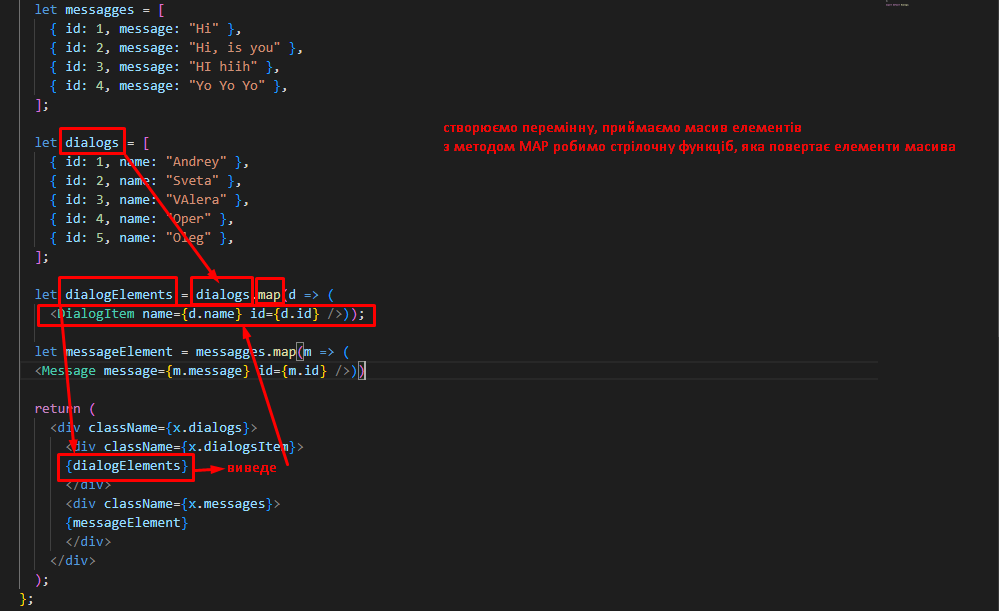 let messagges = [
{ id: 1, message: "Hi" },
{ id: 2, message: "Hi, is you" },
{ id: 3, message: "HI hiih" },
{ id: 4, message: "Yo Yo Yo" },
];
створюємо перемінну, приймаємо масив елементів
let dialogs = [
з методом MAP робимо стрілочну функціб, яка повертає елементи масива
{ id: 1, name: "Andrey" },
{ id: 2, name: "Sveta" },
{ id: 3, name: "VAlera" },
{ id: 4, name: "Oper" },
{ id: 5, name: "Oleg" },
];
let dialogElements = dialogs.map(d => (
<DialogItem name={d.name} id={d.id} />));
let messageElement = messagges.map(m => (
<Message message={m.message} id={m.id} />))
return (
<div className={x.dialogs}>
<div className={x.dialogsItem}>
{dialogElements} виведе
</div>
<div className={x.messages}>
{messageElement}
</div>
</div>
);
};